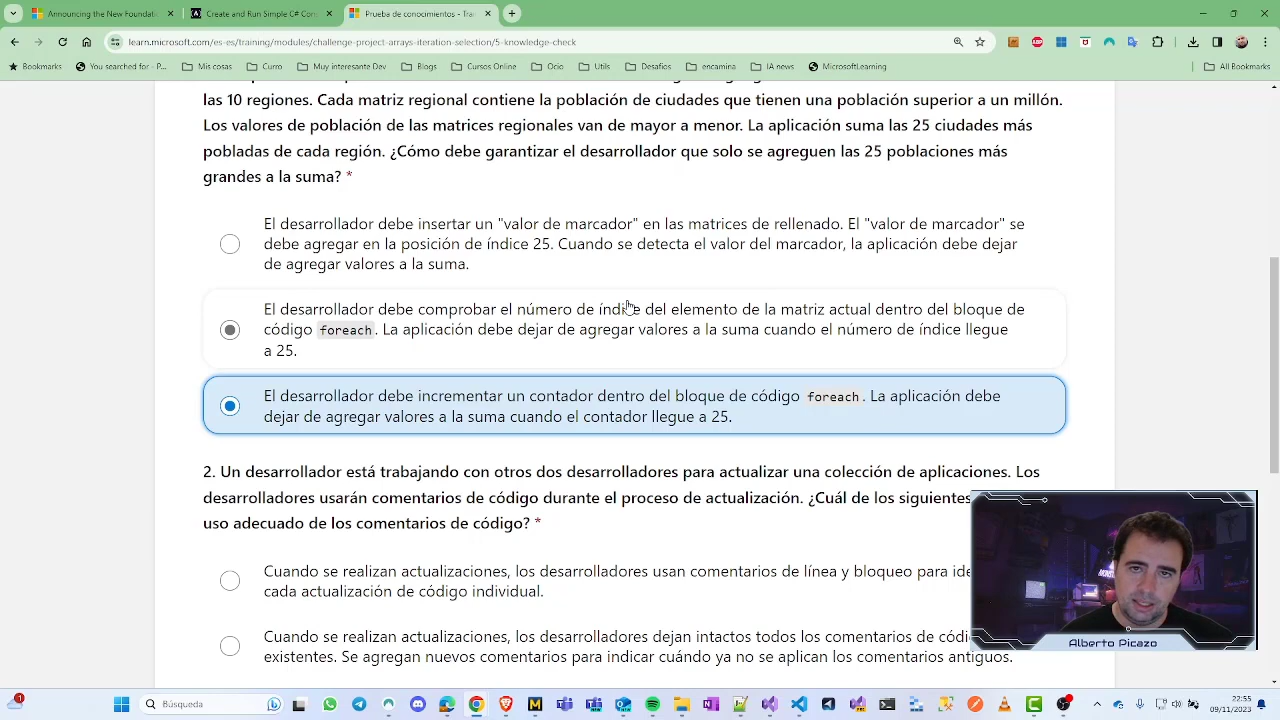 Announcing the New Foundati
Create and Run Simple C# Con
Prueba de conocimientos - Tra
learn.microsoft.com/es-es/training/modules/challenge-project-arrays-iteration-selection/5-knowledge-check
Bookmarks
You searched for - P...
Mis cosas
Curro
Muy interesante Dev
Blogs
Cursos Online
Ocio
Utils
Desafios
encamina
IA news
MicrosoftLearning
All Bookmarks
las 10 regiones. Cada matriz regional contiene la población de ciudades que tienen una población superior a un millón.
Los valores de población de las matrices regionales van de mayor a menor. La aplicación suma las 25 ciudades más
pobladas de cada región. ¿Cómo debe garantizar el desarrollador que solo se agreguen las 25 poblaciones más
grandes a la suma? *
El desarrollador debe insertar un "valor de marcador" en las matrices de rellenado. El "valor de marcador" se
debe agregar en la posición de índice 25. Cuando se detecta el valor del marcador, la aplicación debe dejar
de agregar valores a la suma.
El desarrollador debe comprobar el número de índice del elemento de la matriz actual dentro del bloque de
código foreach. La aplicación debe dejar de agregar valores a la suma cuando el número de índice llegue
a 25.
El desarrollador debe incrementar un contador dentro del bloque de código foreach. La aplicación debe
dejar de agregar valores a la suma cuando el contador llegue a 25.
2. Un desarrollador está trabajando con otros dos desarrolladores para actualizar una colección de aplicaciones. Los
desarrolladores usarán comentarios de código durante el proceso de actualización. ¿Cuál de los siguientes
uso adecuado de los comentarios de código? *
Cuando se realizan actualizaciones, los desarrolladores usan comentarios de línea y bloqueo para ide
cada actualización de código individual.
Cuando se realizan actualizaciones, los desarrolladores dejan intactos todos los comentarios de códi
existentes. Se agregan nuevos comentarios para indicar cuándo ya no se aplican los comentarios antiguos.
Alberto Picazo
Búsqueda
22:55
09/11/2023